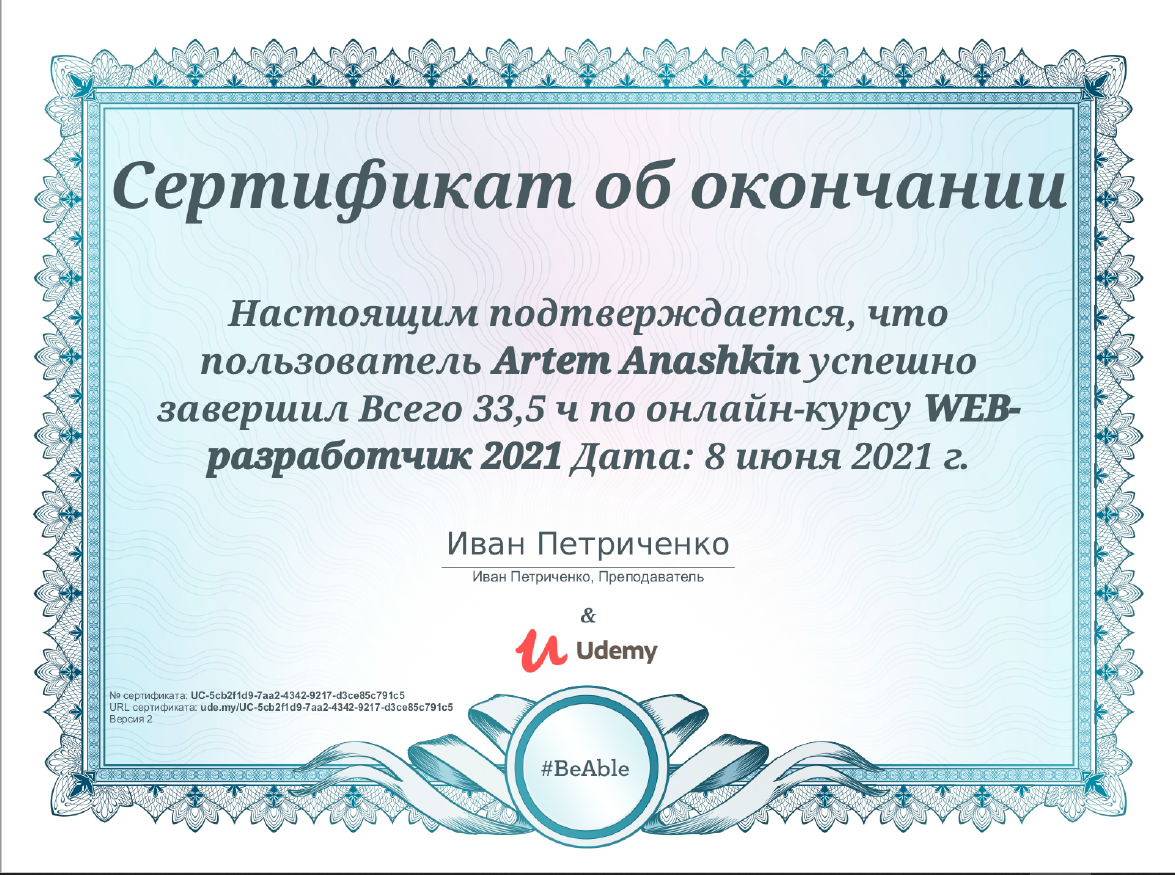 Сертификат об окончании
Настоящим подтверждается, что
пользователь Artem Anashkin успешно
завершил Всего 33,5 ч по онлайн-курсу WEB-
разработчик 2021 Дата: 8 июня 2021 г.
Иван Петриченко
Иван Петриченко, Преподаватель
&
Udemy
№ сертификата: UC-5cb2f1d9-7aa2-4342-9217-d3ce85c791c5
URL сертификата: ude.my/UC-5cb2f1d9-7aa2-4342-9217-d3ce85c791c5
Версия 2
#BeAble